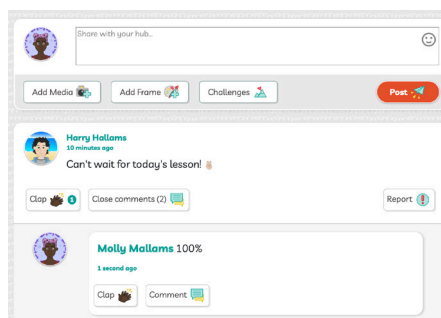 Share with your hub..
Add Media
Add Frame
Challenges
Post
Harry Hallams
10 minutes ago
Can't wait for today's lesson! ✌🏼
Clap 1
Close comments (2)
Report
Molly Mallams 100%
1 second ago
Clap
Comment